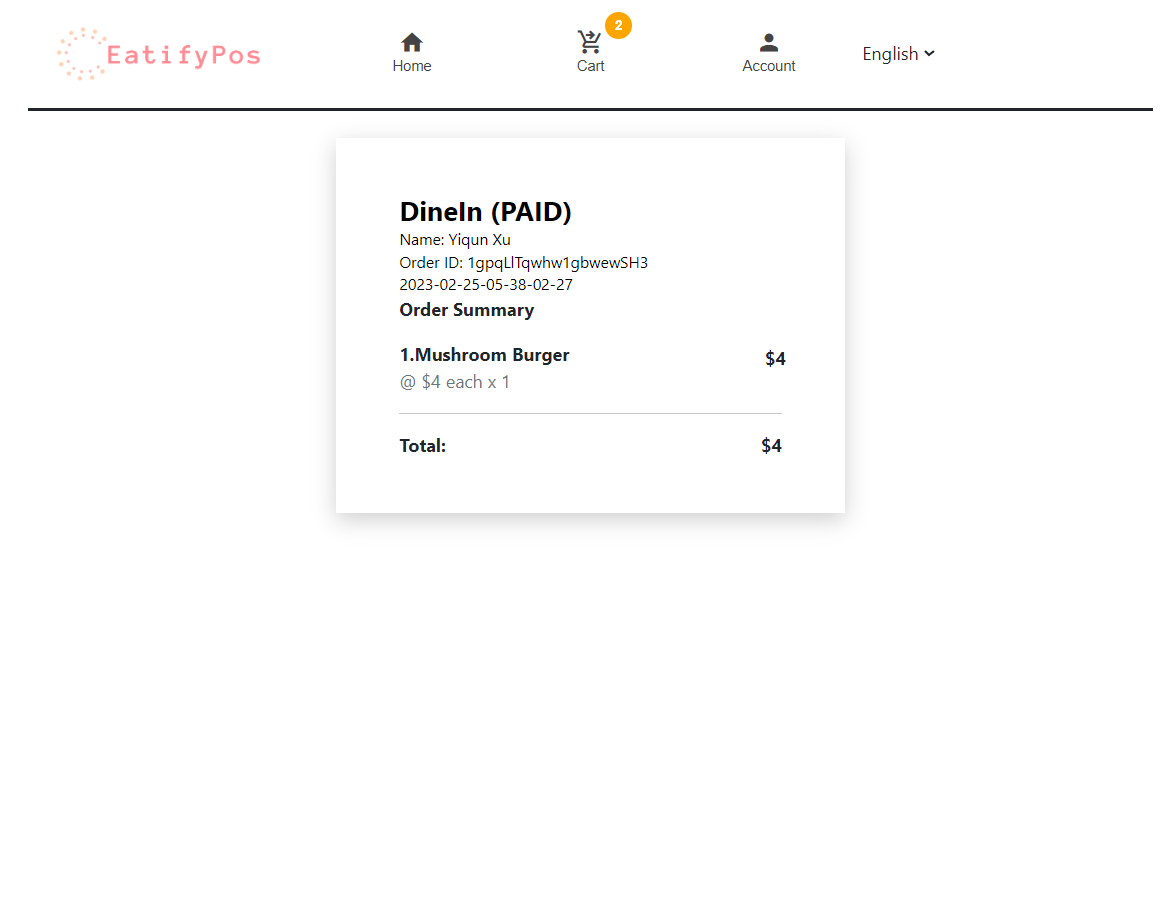 EatifyPos
Home
2
Cart
Account
English
DineIn (PAID)
Name: Yiqun Xu
Order ID: 1gpqLlTqwhw1gbwewSH3
2023-02-25-05-38-02-27
Order Summary
1.Mushroom Burger $4
@ $4 each x 1
Total: $4